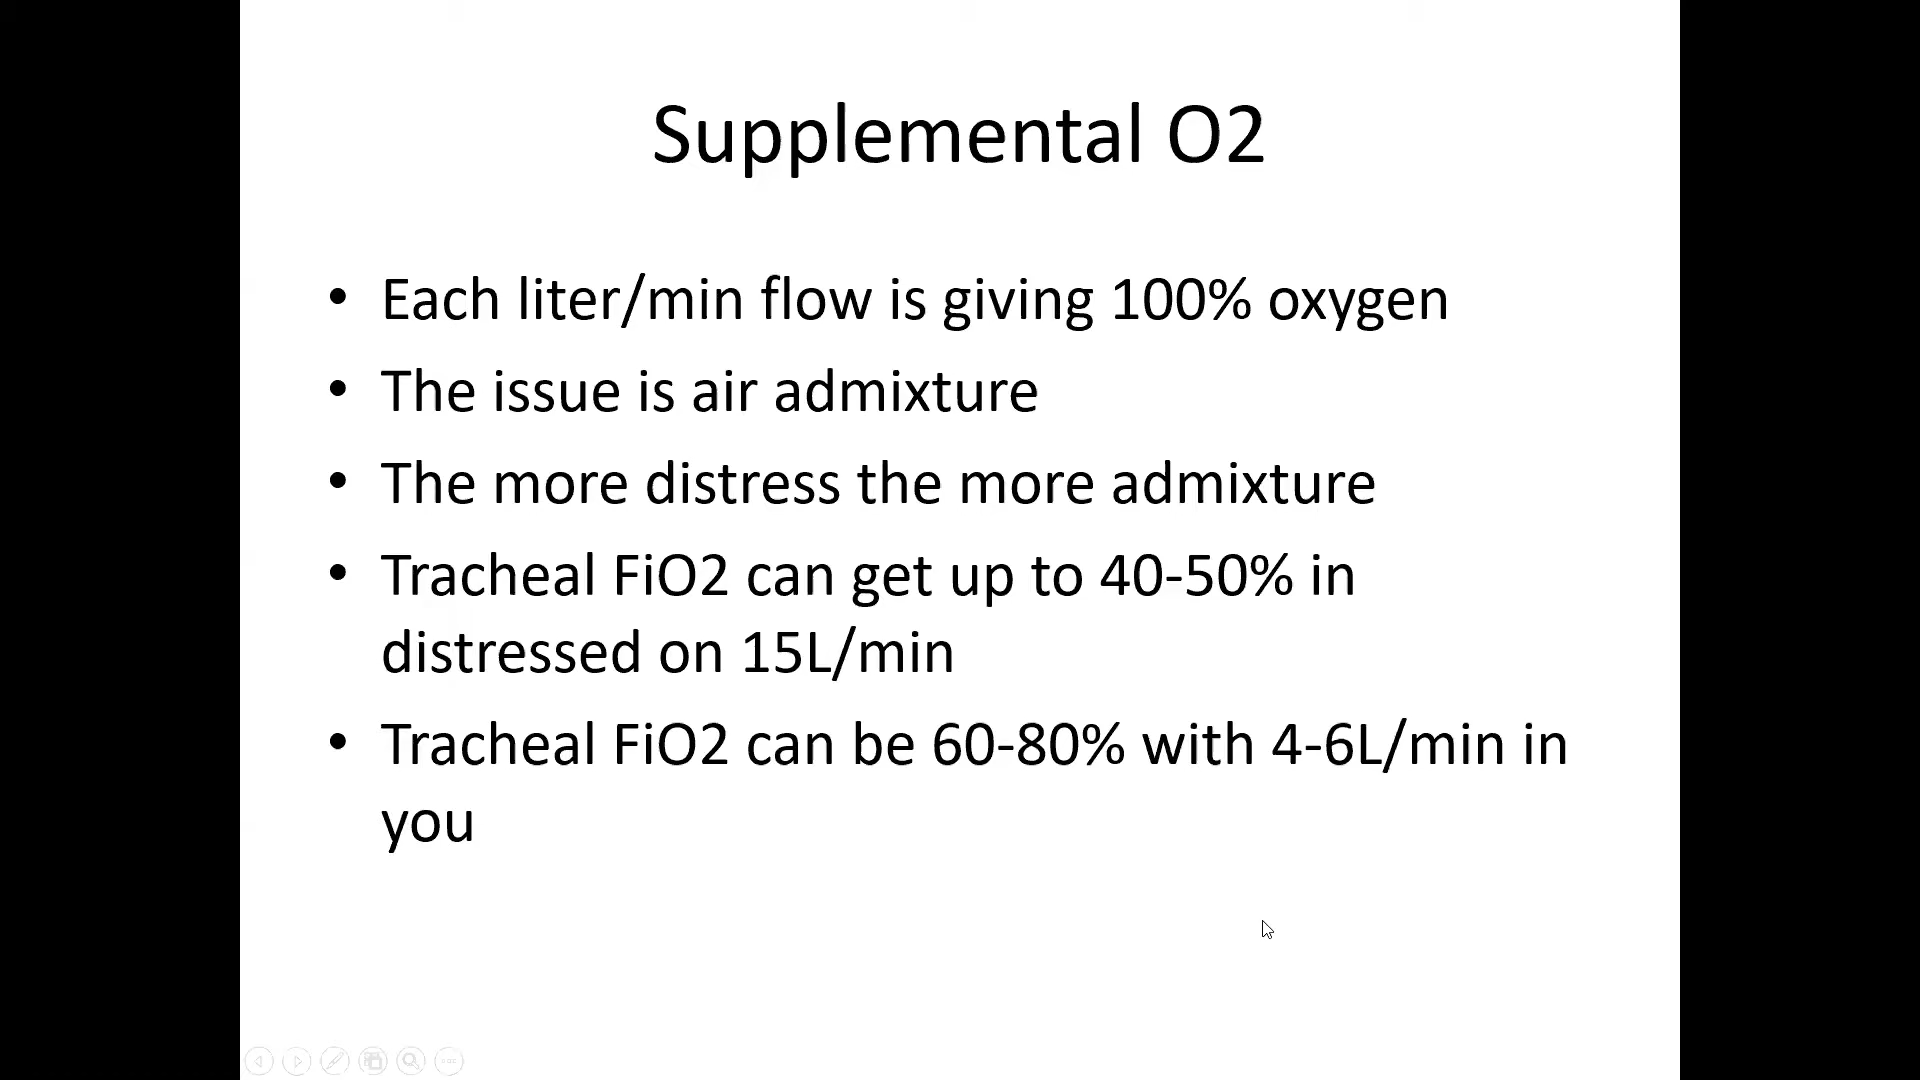 Supplemental O2
• Each liter/min flow is giving 100% oxygen
• The issue is air admixture
• The more distress the more admixture
• Tracheal FiO2 can get up to 40-50% in
distressed on 15L/min
• Tracheal FiO2 can be 60-80% with 4-6L/min in
you